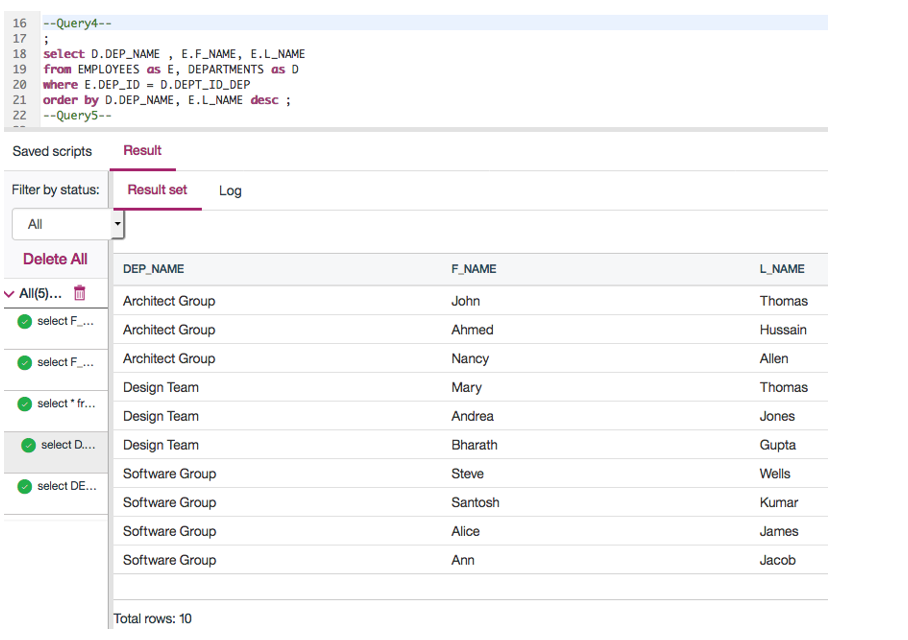 16 --Query4--
17 ;
18 select D.DEP_NAME , E.F_NAME, E.L_NAME
19 from EMPLOYEES as E, DEPARTMENTS as D
20 where E.DEP_ID = D.DEPT_ID_DEP
21 order by D.DEP_NAME, E.L_NAME desc ;
22 --Query5--
Saved scripts Result
Filter by status: Result set Log
All
Delete All
All(5)...
select F_...
select F_...
select * fr...
select D....
select DE...
DEP_NAME F_NAME L_NAME
Architect Group John Thomas
Architect Group Ahmed Hussain
Architect Group Nancy Allen
Design Team Mary Thomas
Design Team Andrea Jones
Design Team Bharath Gupta
Software Group Steve Wells
Software Group Santosh Kumar
Software Group Alice James
Software Group Ann Jacob
Total rows: 10